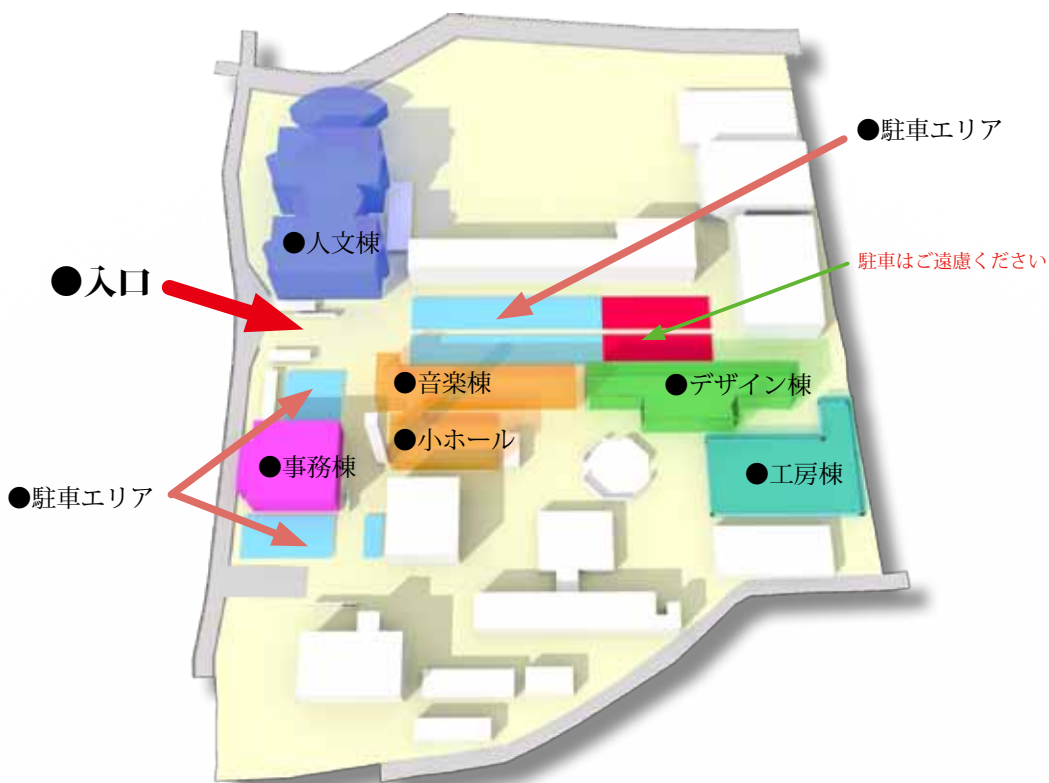 ●駐車エリア
●人文棟
駐車はご遠慮ください
●入口
●音楽棟
●デザイン棟
●小ホール
●事務棟
●工房棟
●駐車エリア